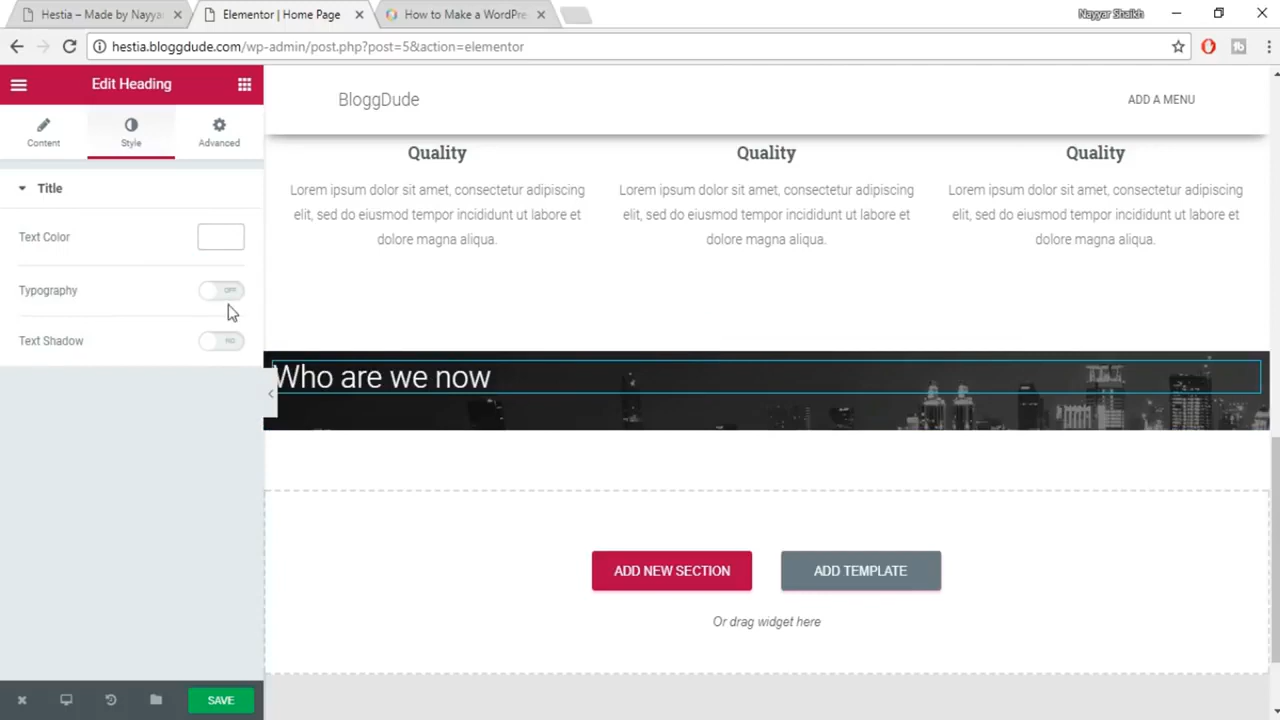 Hestia – Made by Nayyar
Elementor | Home Page
How to Make a WordPre
Nayyar Shaikh
hestia.bloggdude.com/wp-admin/post.php?post=5&action=elementor
Edit Heading
Content
Style
Advanced
Title
Text Color
Typography
OFF
Text Shadow
NO
SAVE
BloggDude
ADD A MENU
Quality
Quality
Quality
Lorem ipsum dolor sit amet, consectetur adipiscing
elit, sed do eiusmod tempor incididunt ut labore et
dolore magna aliqua.
Lorem ipsum dolor sit amet, consectetur adipiscing
elit, sed do eiusmod tempor incididunt ut labore et
dolore magna aliqua.
Lorem ipsum dolor sit amet, consectetur adipiscing
elit, sed do eiusmod tempor incididunt ut labore et
dolore magna aliqua.
Who are we now
ADD NEW SECTION
ADD TEMPLATE
Or drag widget here